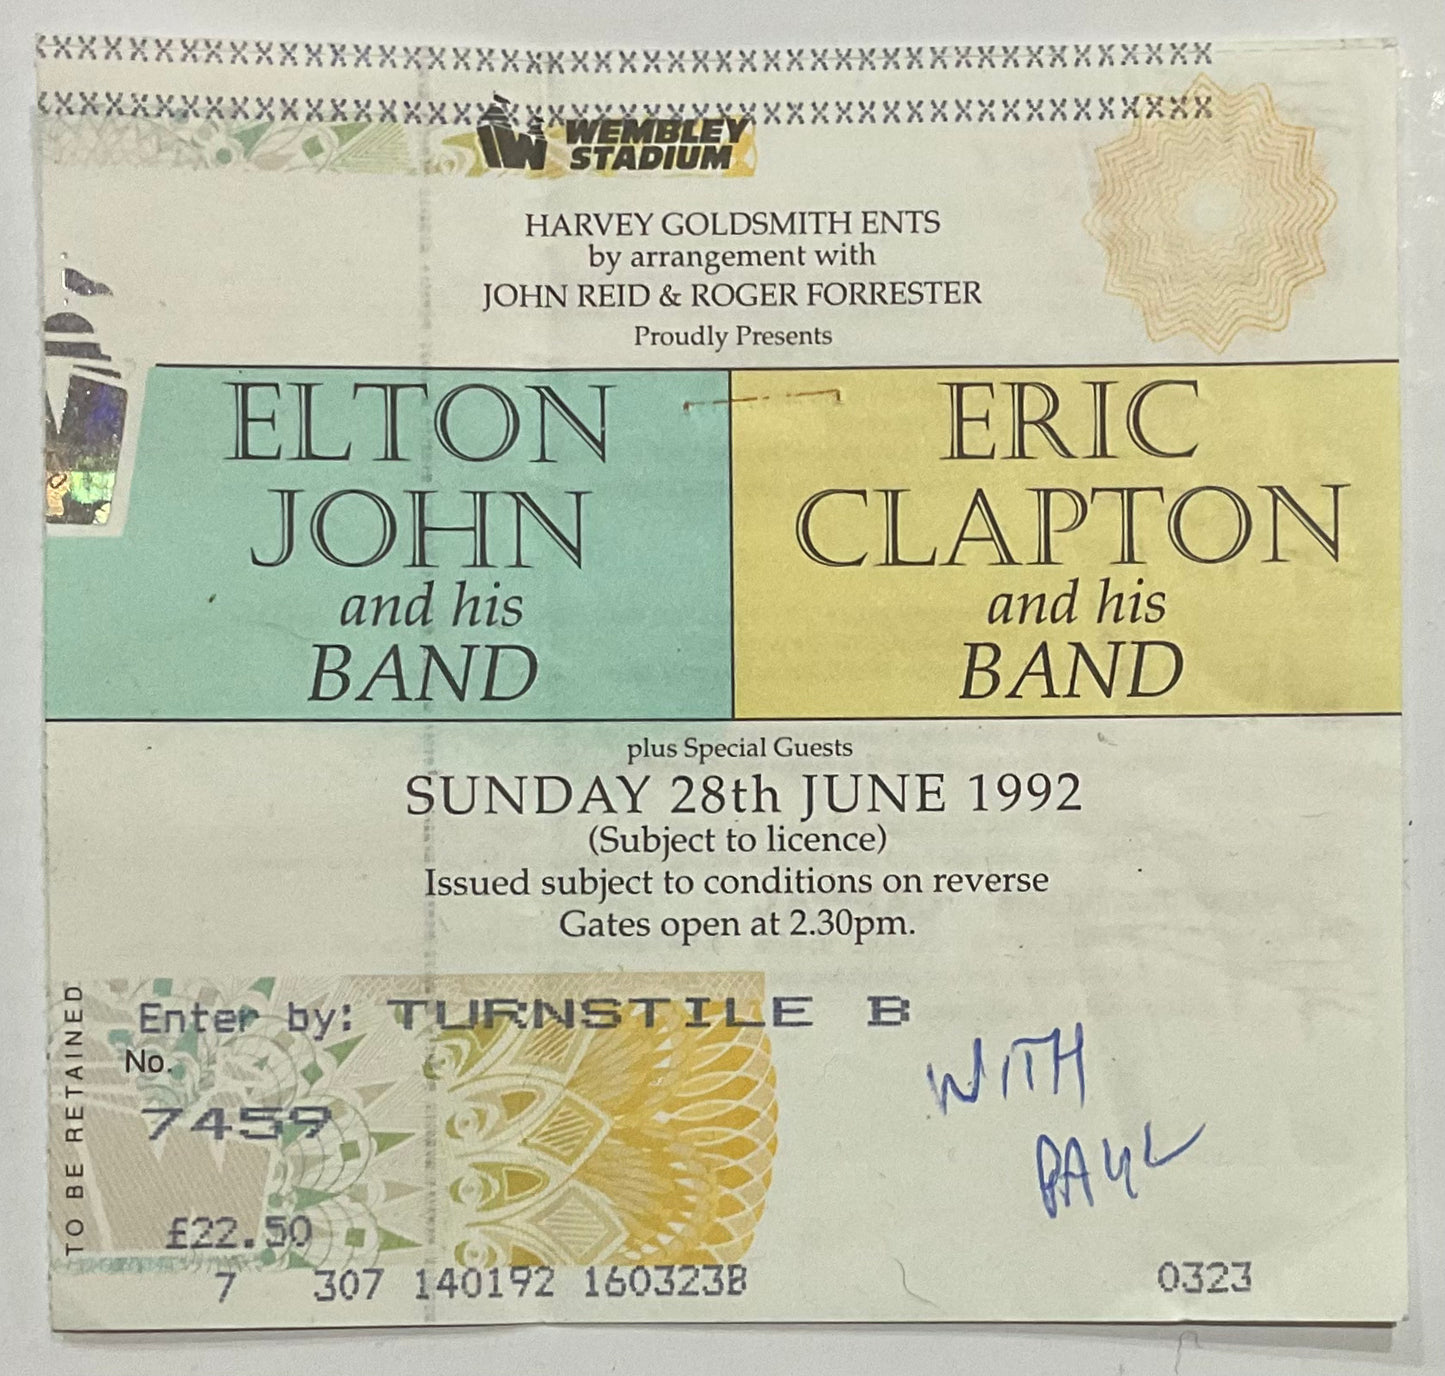 XXXXXXXXXXXXXXXXXXXXXXXXXXXXXXXXXXXXXXXXXXXXXXXX
XXXXXXXXXXXXXXXXXXXXXXXXXXXXXXXXXXXXXXXXXXXXXXXX
W WEMBLEY
STADIUM
HARVEY GOLDSMITH ENTS
by arrangement with
JOHN REID & ROGER FORRESTER
Proudly Presents
ELTON
JOHN
and his
BAND
ERIC
CLAPTON
and his
BAND
plus Special Guests
SUNDAY 28th JUNE 1992
(Subject to licence)
Issued subject to conditions on reverse
Gates open at 2.30pm.
TO BE RETAINED
Enter by: TURNSTILE B
No.
7459
£22.50
7 307 140192 160323B 0323
WITH
PAUL